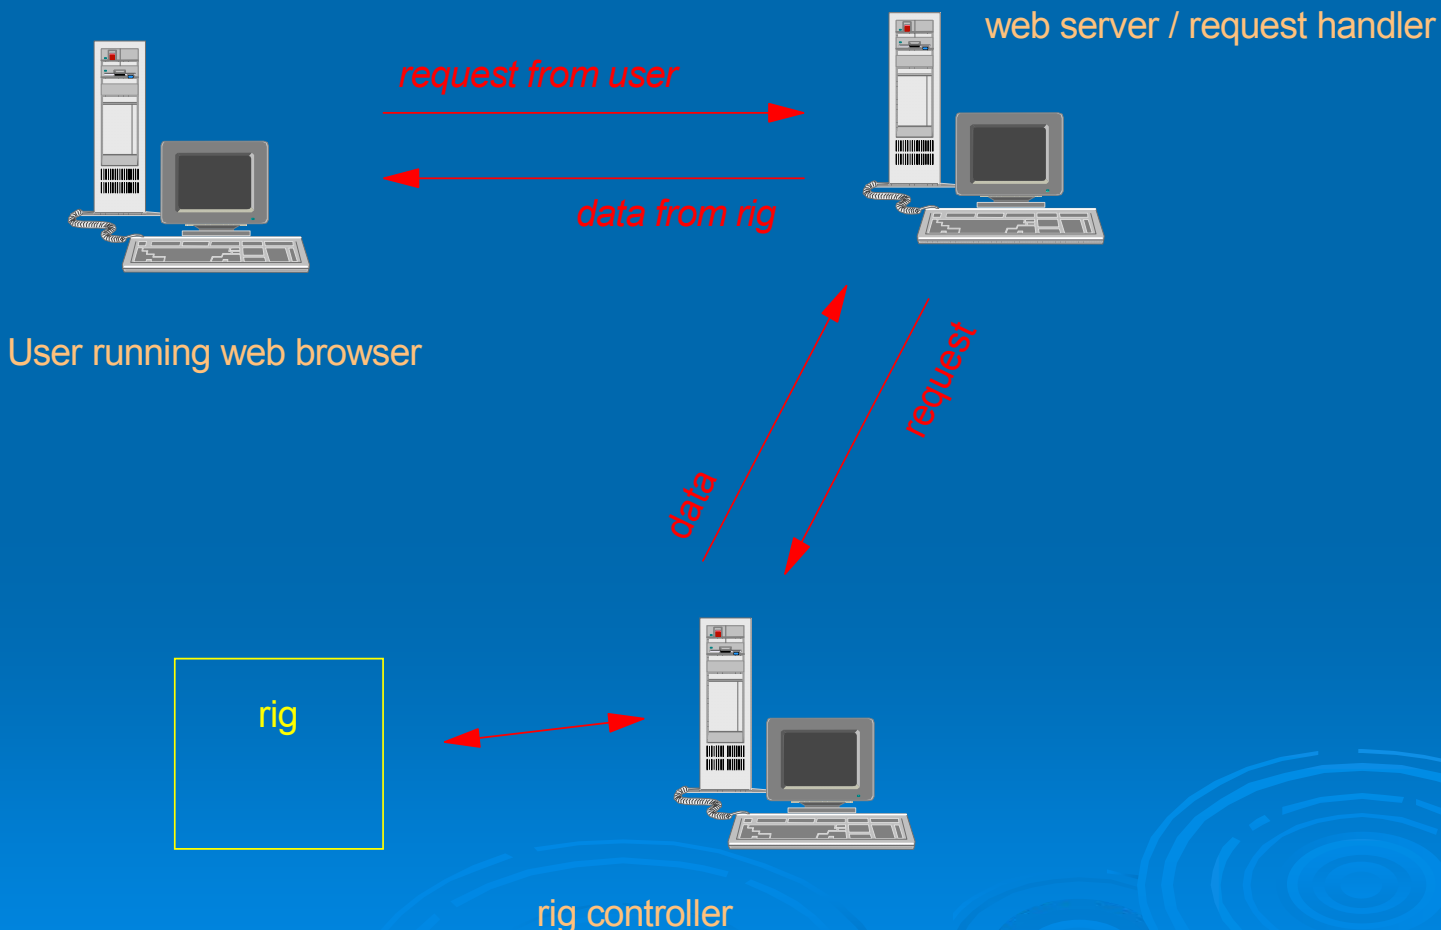 web server / request handler
request from user
data from rig
User running web browser
request
data
rig
rig controller